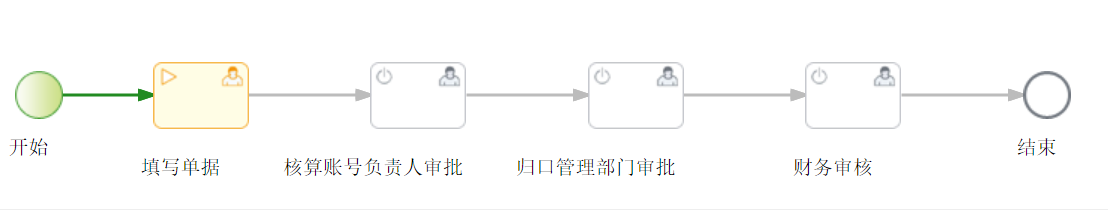 开始
填写单据
核算账号负责人审批
归口管理部门审批
财务审核
结束